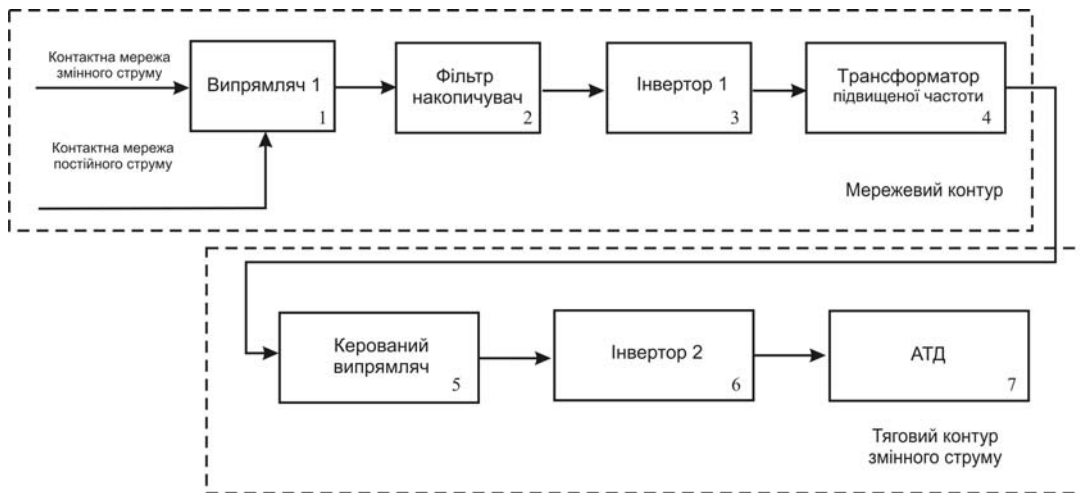 Контактна мережа
змінного струму
Випрямляч 1
1
Фільтр
накопичувач
2
Інвертор 1
3
Трансформатор
підвищеної частоти
4
Контактна мережа
постійного струму
Мережевий контур
Керований
випрямляч
5
Інвертор 2
6
АТД
7
Тяговий контур
змінного струму